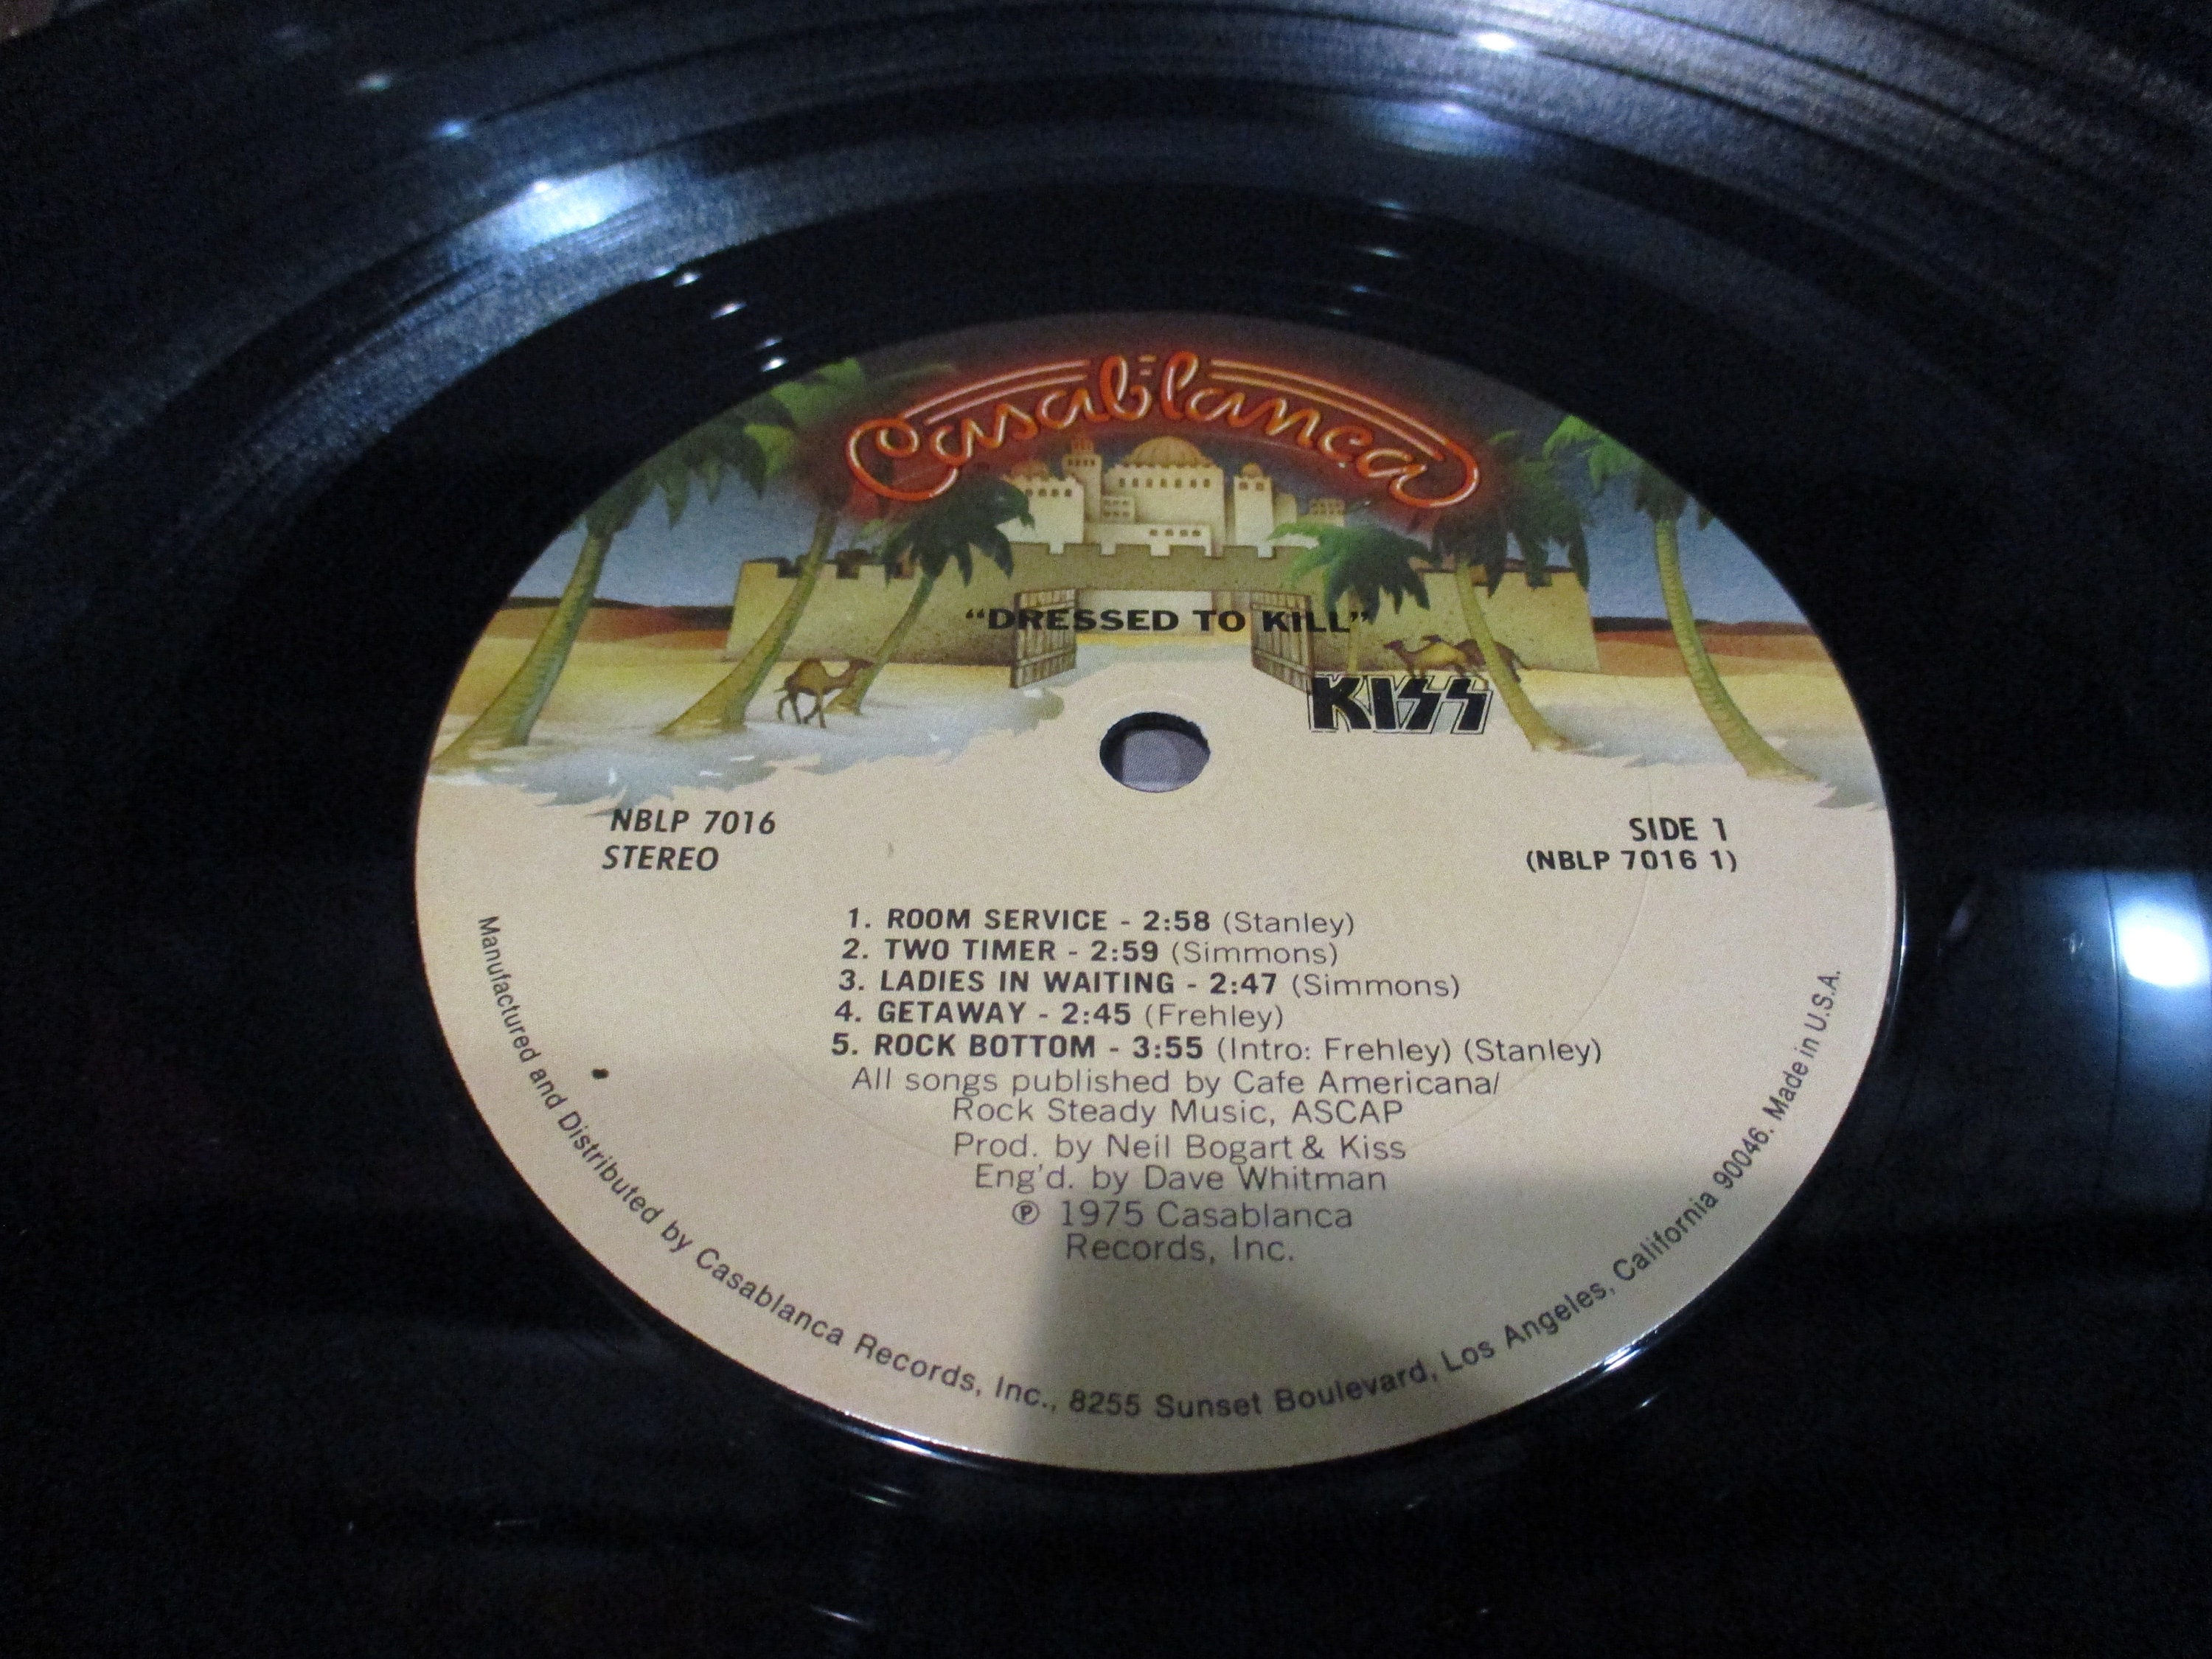 Casablanca
"DRESSED TO KILL"
KISS
NBLP 7016
STEREO
SIDE 1
(NBLP 7016 1)
1. ROOM SERVICE - 2:58 (Stanley)
2. TWO TIMER - 2:59 (Simmons)
3. LADIES IN WAITING - 2:47 (Simmons)
4. GETAWAY - 2:45 (Frehley)
5. ROCK BOTTOM - 3:55 (Intro: Frehley) (Stanley)
All songs published by Cafe Americana/
Rock Steady Music, ASCAP
Prod. by Neil Bogart & Kiss
Eng'd. by Dave Whitman
℗ 1975 Casablanca
Records, Inc.
Manufactured and Distributed by Casablanca Records, Inc., 8255 Sunset Boulevard, Los Angeles, California 90046. Made in U.S.A.